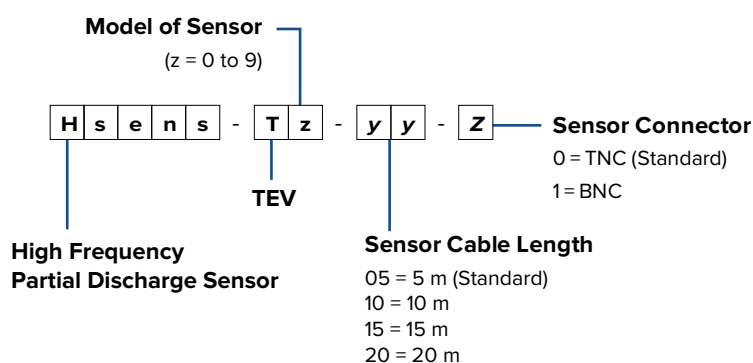 Model of Sensor
(z = 0 to 9)
H s e n s - T z - y y - Z
Sensor Connector
0 = TNC (Standard)
1 = BNC
TEV
High Frequency
Partial Discharge Sensor
Sensor Cable Length
05 = 5 m (Standard)
10 = 10 m
15 = 15 m
20 = 20 m